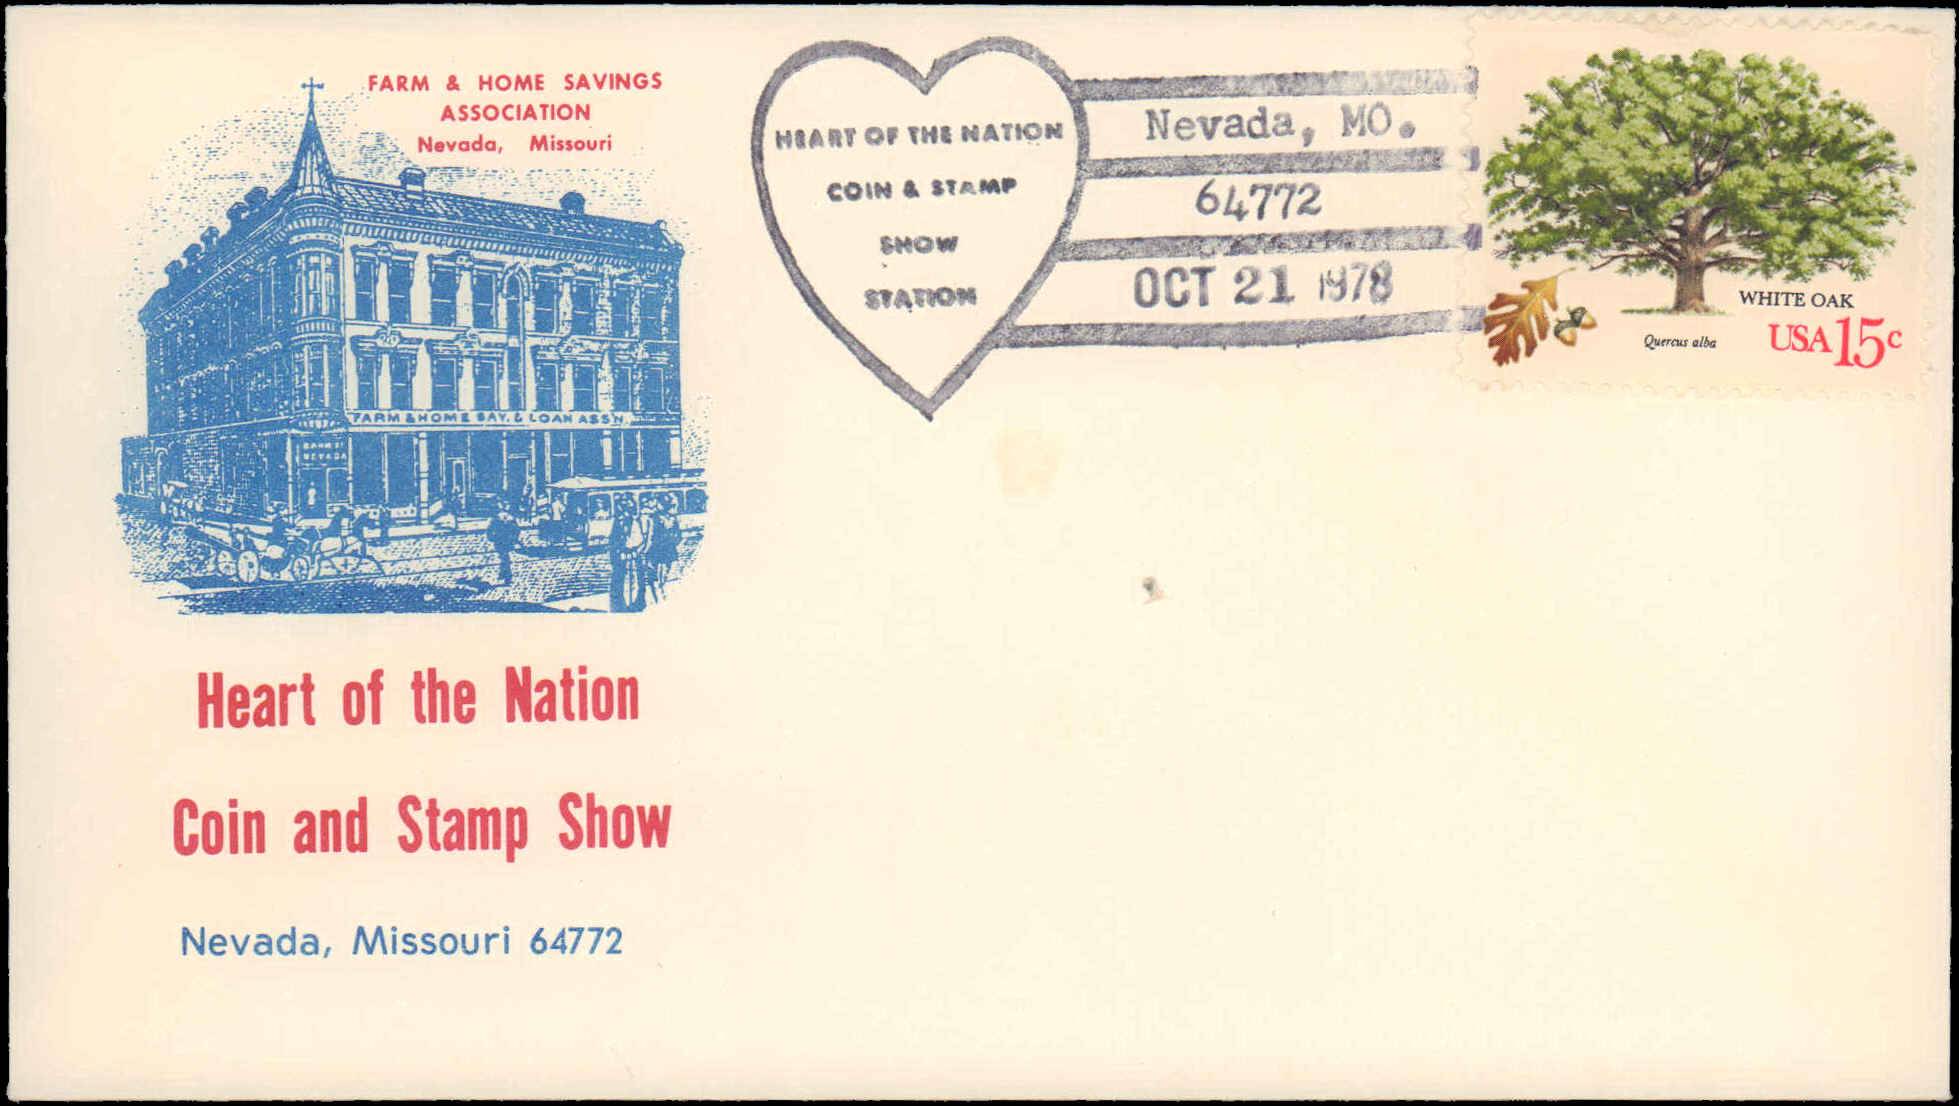 FARM & HOME SAVINGS
ASSOCIATION
Nevada, Missouri
FARM & HOME SAV. & LOAN ASS'N.
NEVADA
Heart of the Nation
Coin and Stamp Show
Nevada, Missouri 64772
HEART OF THE NATION
COIN & STAMP
SHOW
STATION
Nevada, MO.
64772
OCT 21 1978
WHITE OAK
Quercus alba
USA 15c